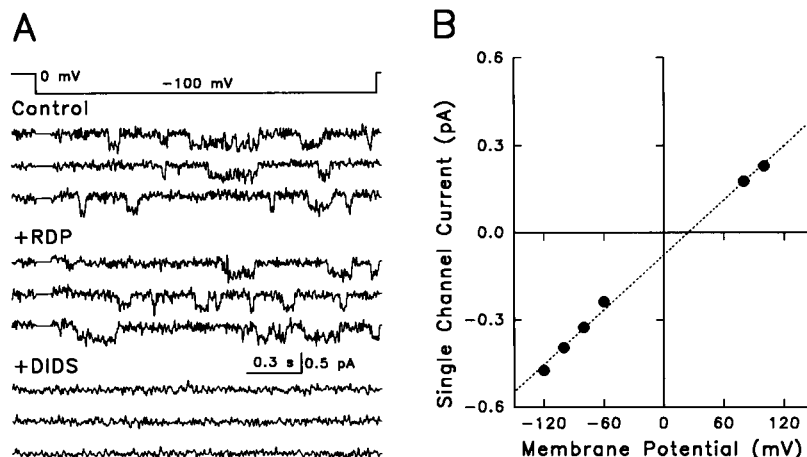 A
0 mV
-100 mV
Control
+RDP
0.3 s
0.5 pA
+DIDS
B
Single Channel Current (pA)
0.6
0.3
0.0
-0.3
-0.6
-120 -60 0 60 120
Membrane Potential (mV)